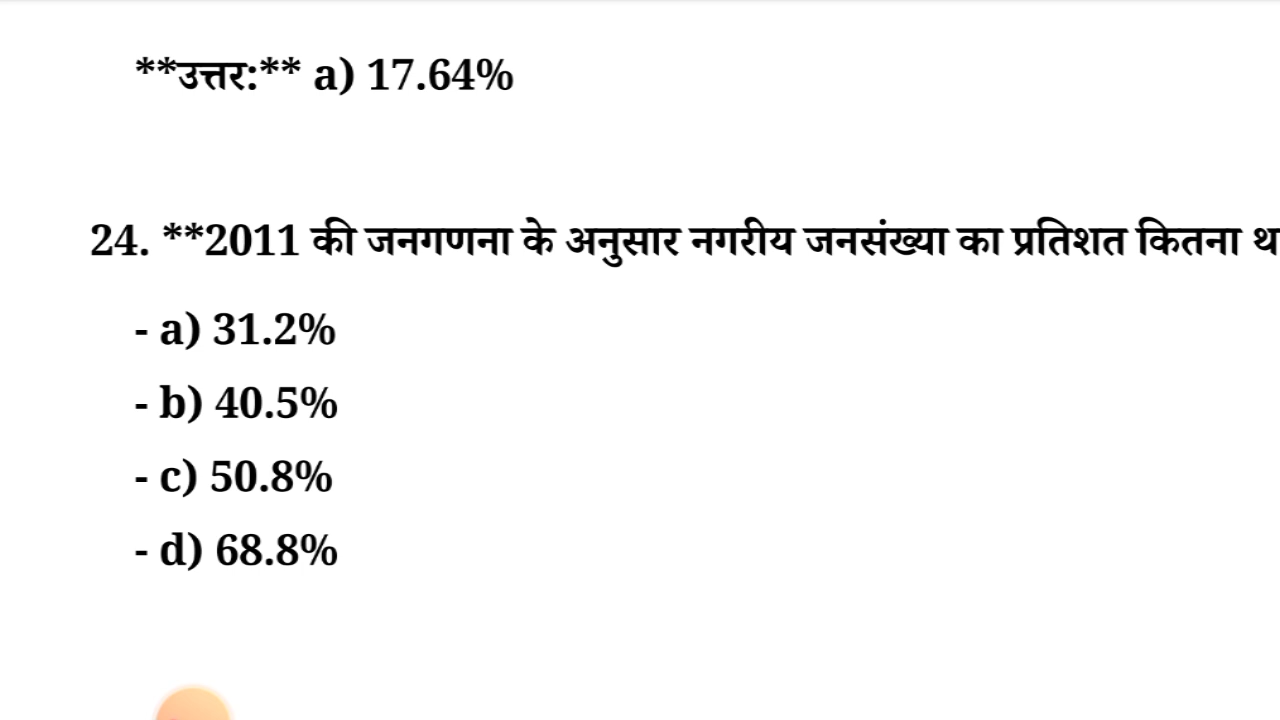 **उत्तर:** a) 17.64%
24. **2011 की जनगणना के अनुसार नगरीय जनसंख्या का प्रतिशत कितना
- a) 31.2%
- b) 40.5%
- c) 50.8%
- d) 68.8%